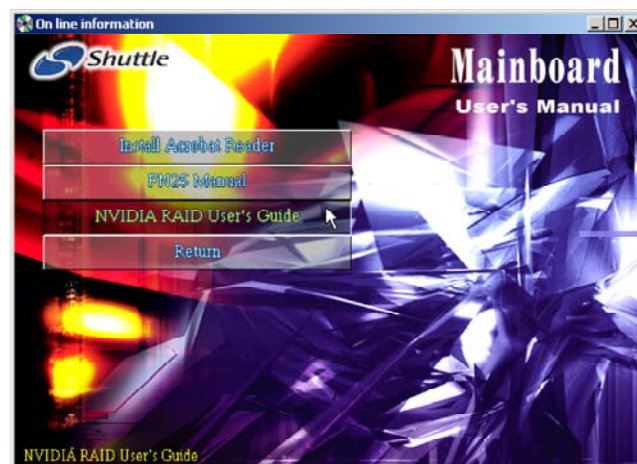 On line information
Shuttle
Mainboard
User's Manual
Install Acrobat Reader
FN25 Manual
NVIDIA RAID User's Guide
Return
NVIDIA RAID User's Guide